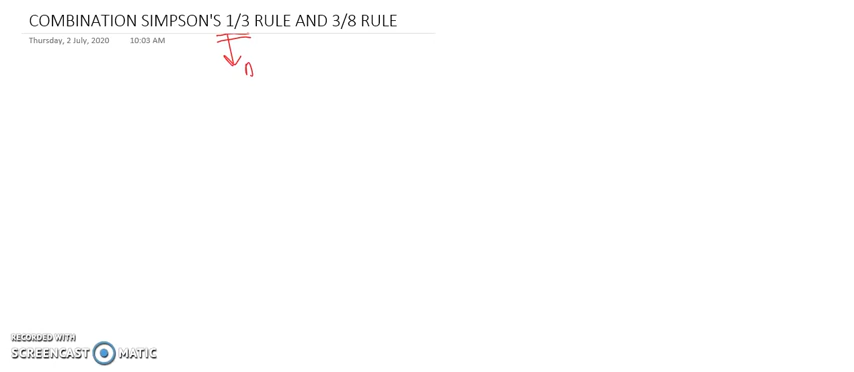 COMBINATION SIMPSON'S 1/3 RULE AND 3/8 RULE
Thursday, 2 July, 2020 10:03 AM
n
RECORDED WITH
SCREENCAST MATIC